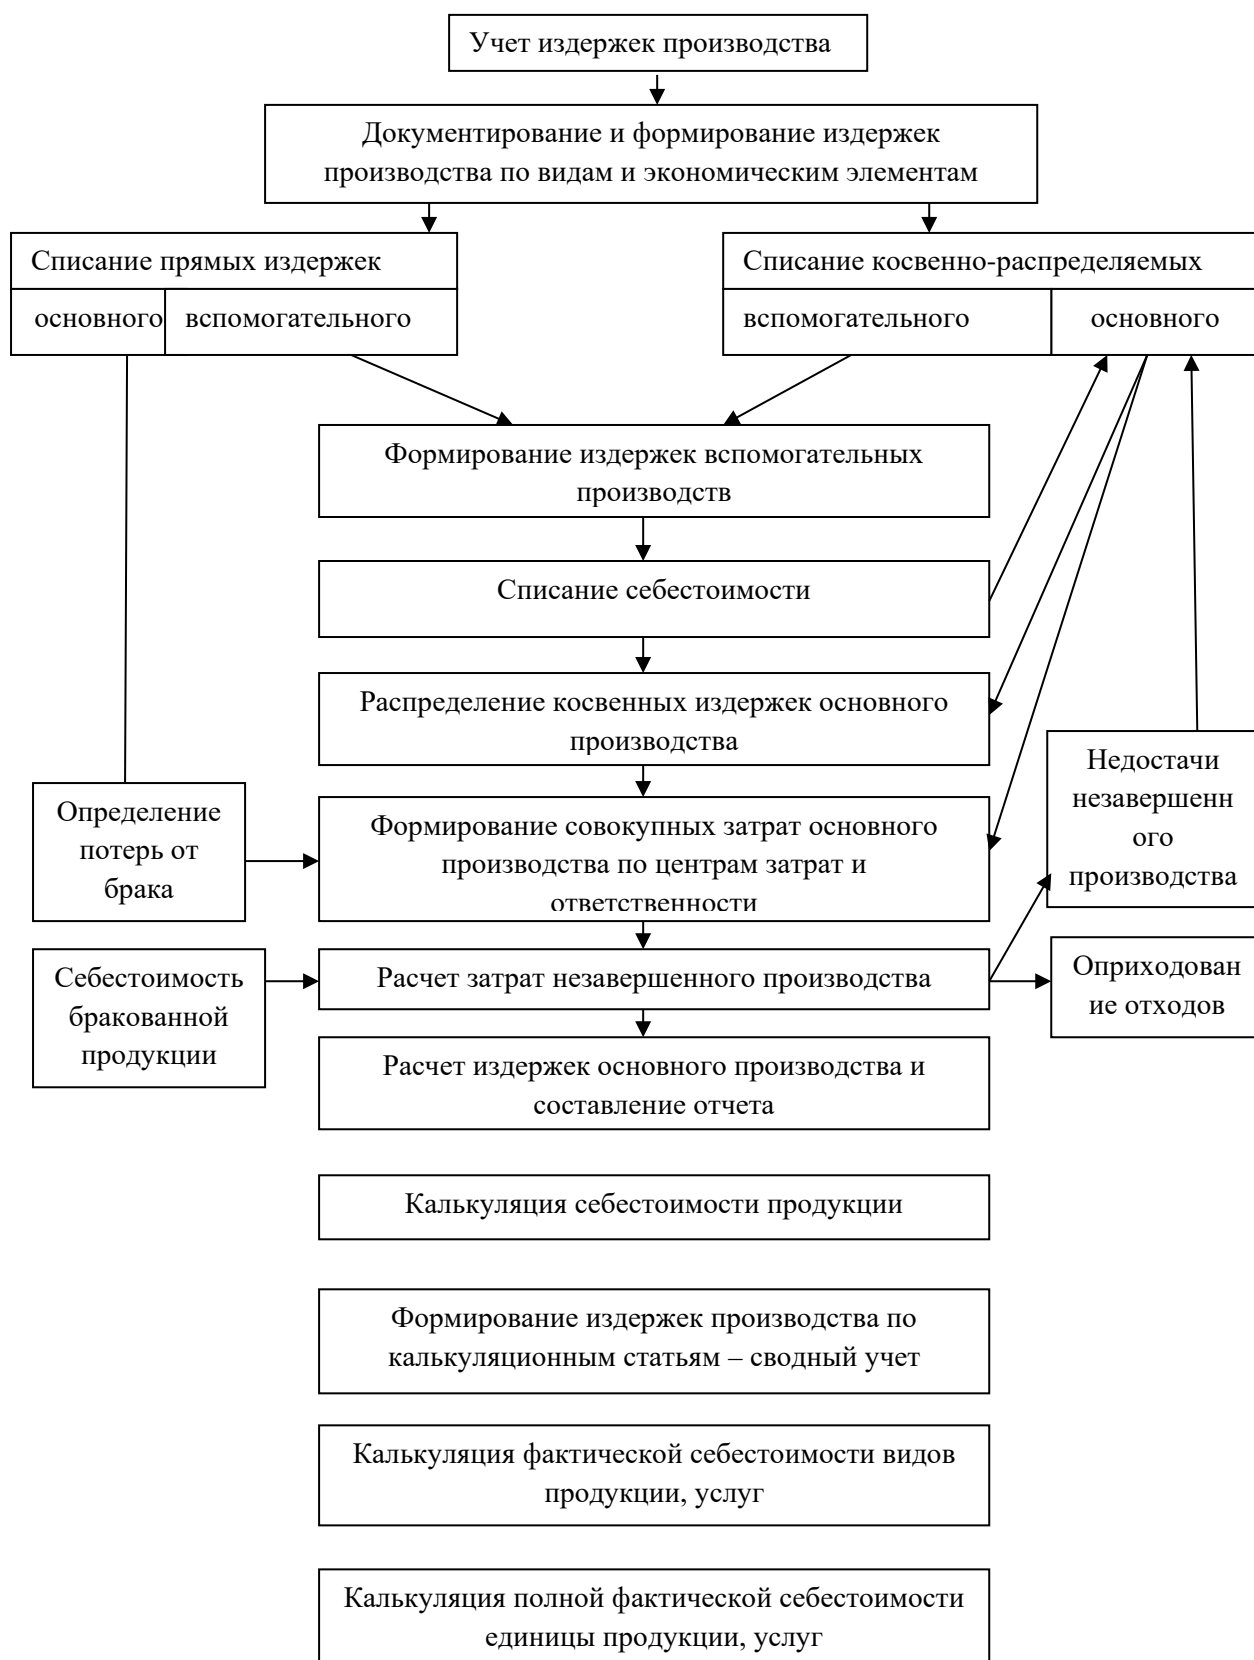 Учет издержек производства
Документирование и формирование издержек
производства по видам и экономическим элементам
Списание прямых издержек
основного
вспомогательного
Списание косвенно-распределяемых
вспомогательного
основного
Формирование издержек вспомогательных
производств
Списание себестоимости
Распределение косвенных издержек основного
производства
Определение
потерь от
брака
Формирование совокупных затрат основного
производства по центрам затрат и
ответственности
Недостачи
незавершенн
ого
производства
Себестоимость
бракованной
продукции
Расчет затрат незавершенного производства
Оприходован
ие отходов
Расчет издержек основного производства и
составление отчета
Калькуляция себестоимости продукции
Формирование издержек производства по
калькуляционным статьям – сводный учет
Калькуляция фактической себестоимости видов
продукции, услуг
Калькуляция полной фактической себестоимости
единицы продукции, услуг